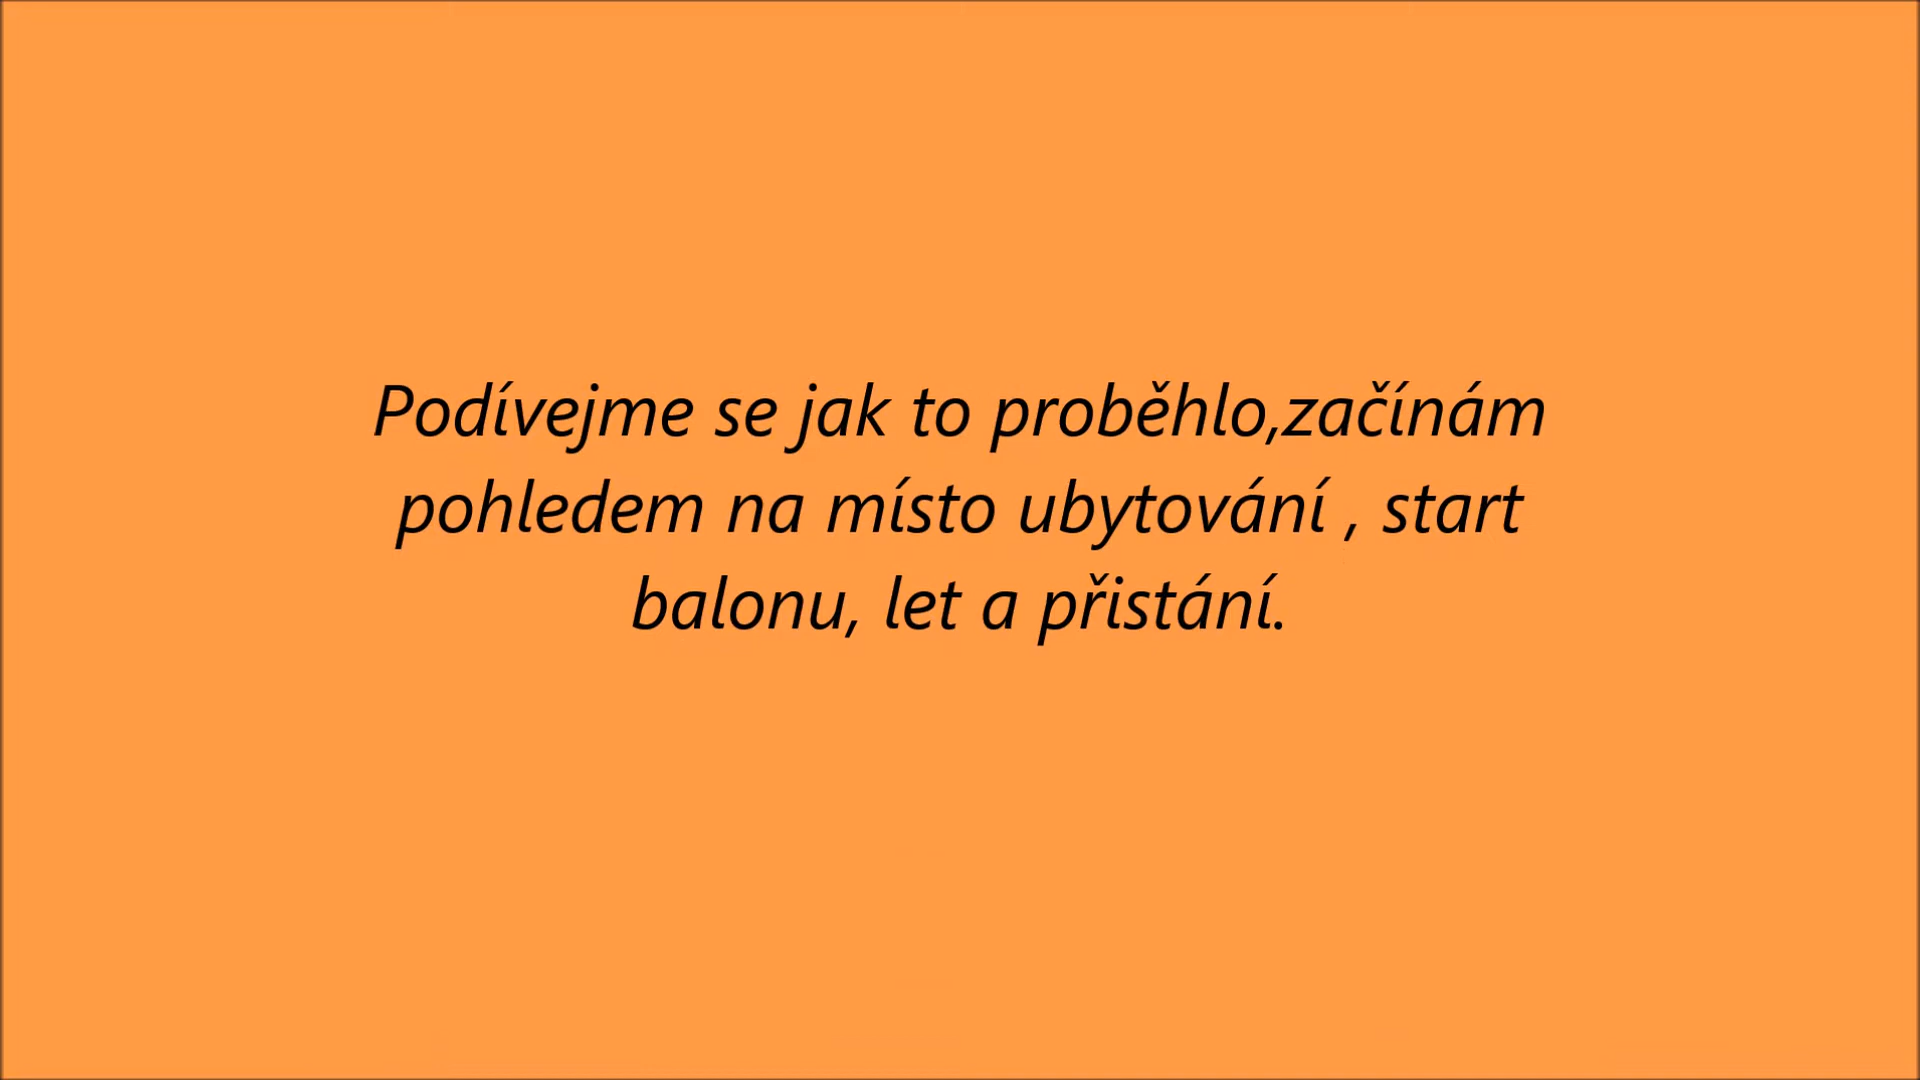 Podívejme se jak to proběhlo,začínám
pohledem na místo ubytování , start
balonu, let a přistání.